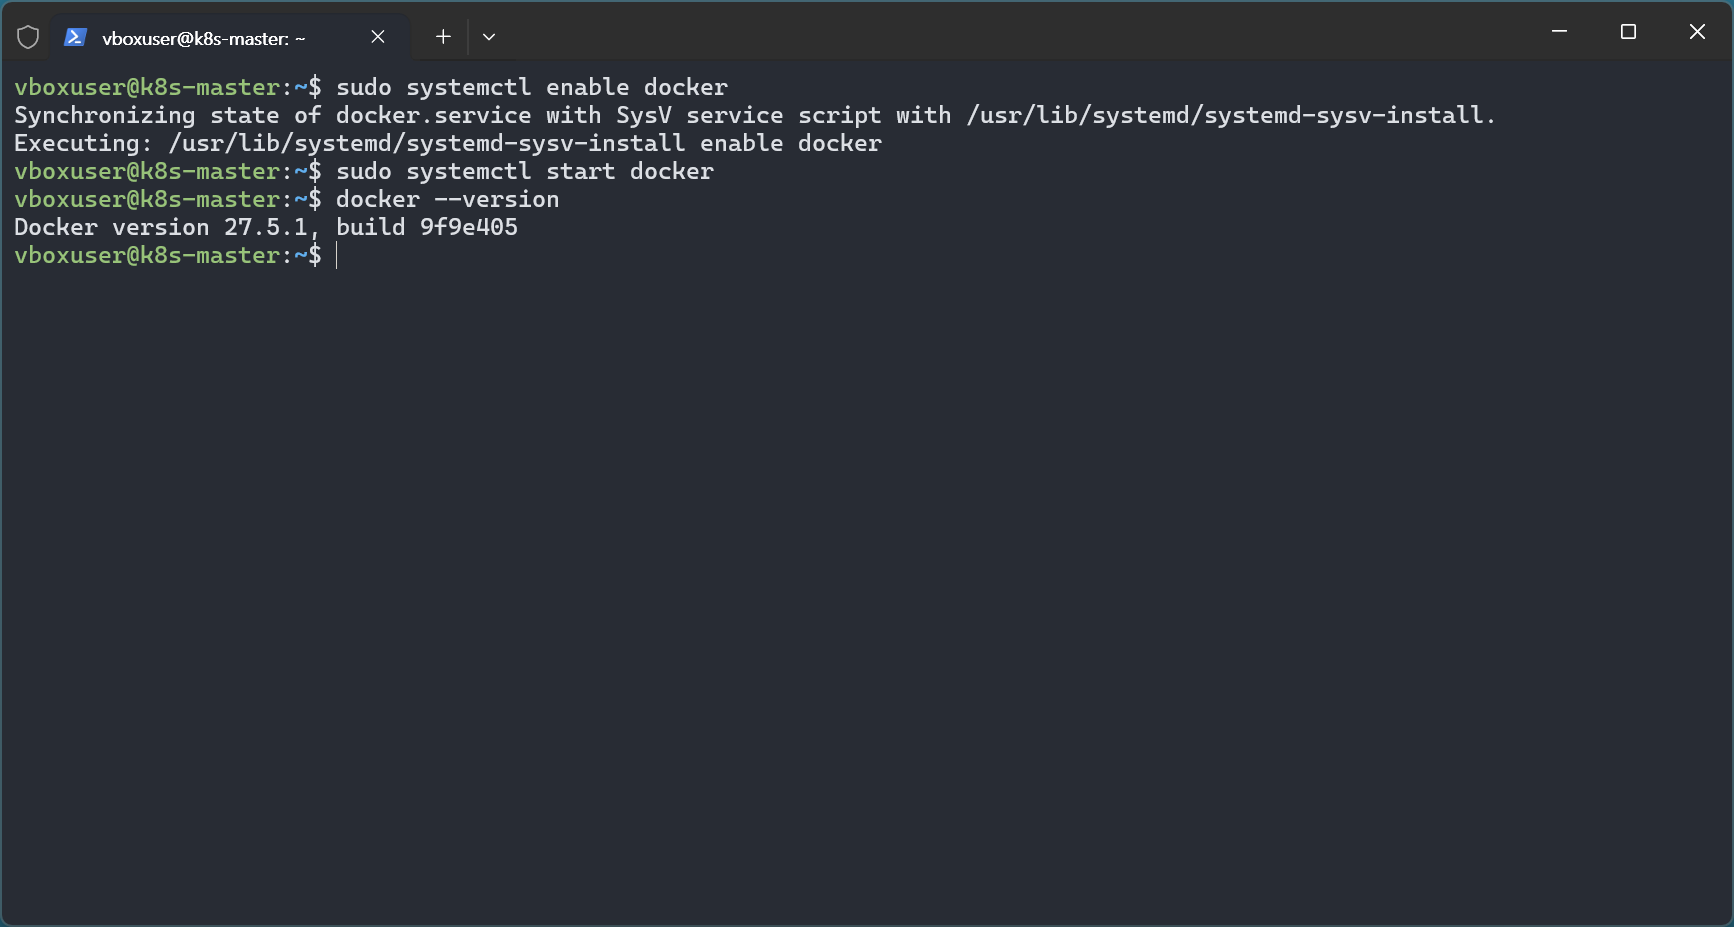 vboxuser@k8s-master: ~
vboxuser@k8s-master:~$ sudo systemctl enable docker
Synchronizing state of docker.service with SysV service script with /usr/lib/systemd/systemd-sysv-install.
Executing: /usr/lib/systemd/systemd-sysv-install enable docker
vboxuser@k8s-master:~$ sudo systemctl start docker
vboxuser@k8s-master:~$ docker --version
Docker version 27.5.1, build 9f9e405
vboxuser@k8s-master:~$